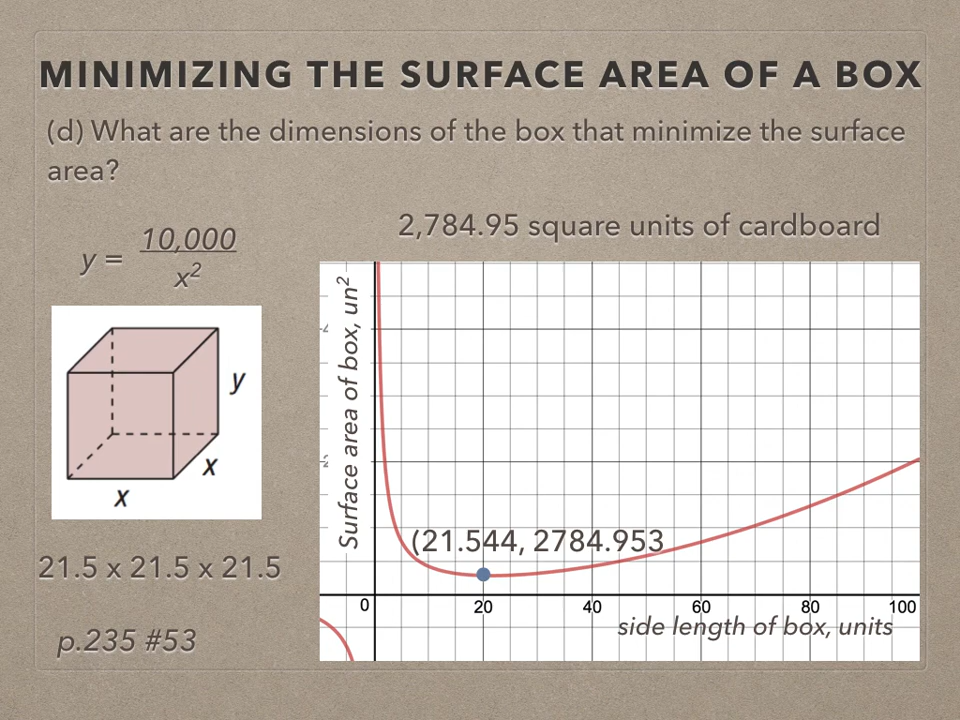 MINIMIZING THE SURFACE AREA OF A BOX
(d) What are the dimensions of the box that minimize the surface
area?
2,784.95 square units of cardboard
y = 10,000
x²
y
x
x
21.5 x 21.5 x 21.5
p.235 #53
Surface area of box, un²
(21.544, 2784.953
0 20 40 60 80 100
side length of box, units